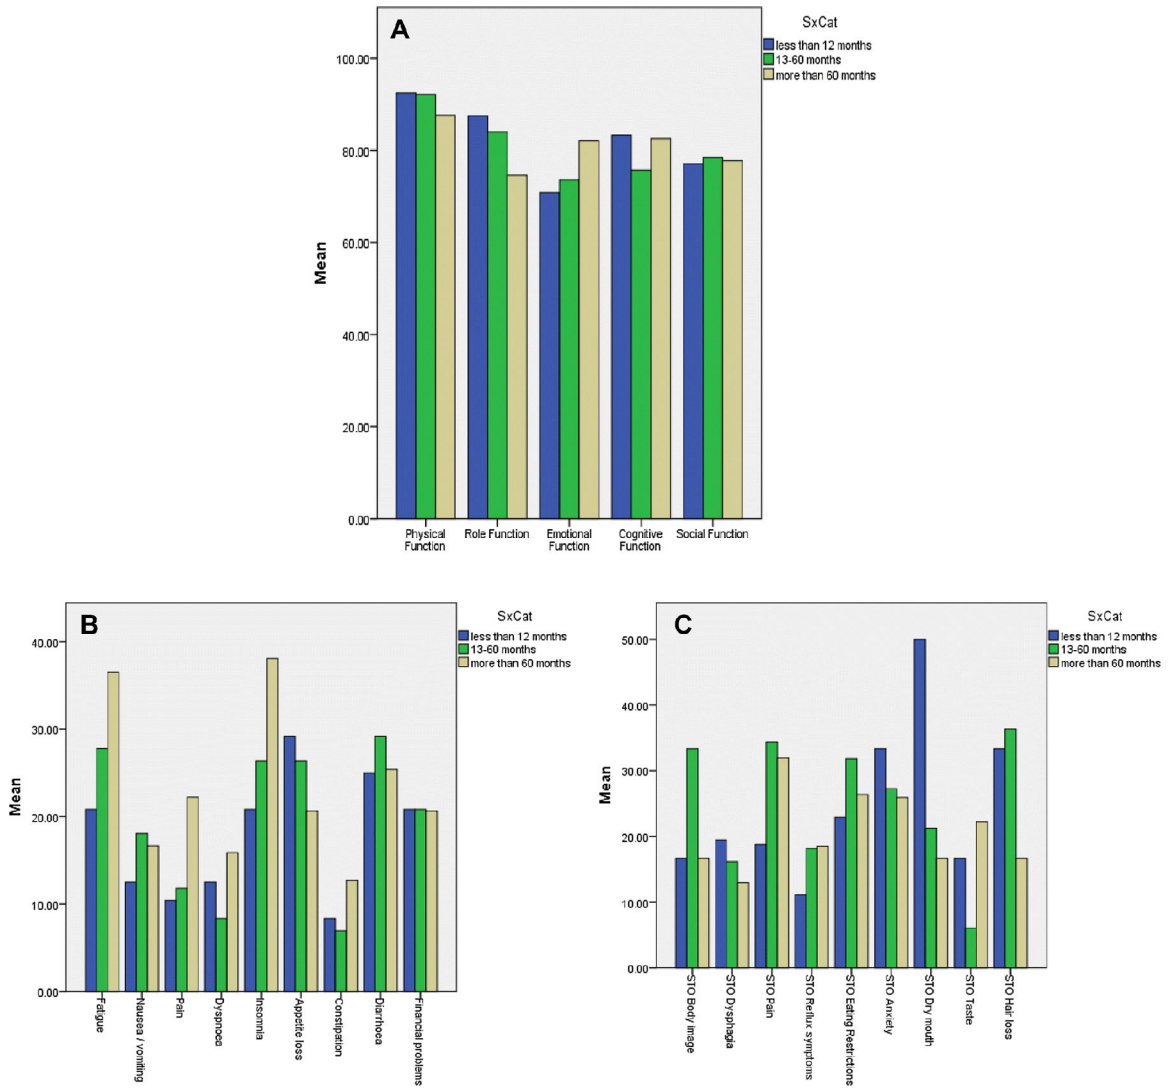 A
SxCat
less than 12 months
13-60 months
more than 60 months
100.00
80.00
60.00
40.00
20.00
0.00
Mean
Physical
Function
Role Function
Emotional
Function
Cognitive
Function
Social Function
B
SxCat
less than 12 months
13-60 months
more than 60 months
40.00
30.00
20.00
10.00
0.00
Mean
Fatigue
Nausea / vomiting
Pain
Dyspnoea
Insomnia
Appetite loss
Constipation
Diarrhoea
Financial problems
C
SxCat
less than 12 months
13-60 months
more than 60 months
50.00
40.00
30.00
20.00
10.00
0.00
Mean
STO Body image
STO Dysphagia
STO Pain
STO Reflux symptoms
STO Eating Restrictions
STO Anxiety
STO Dry mouth
STO Taste
STO Hair loss